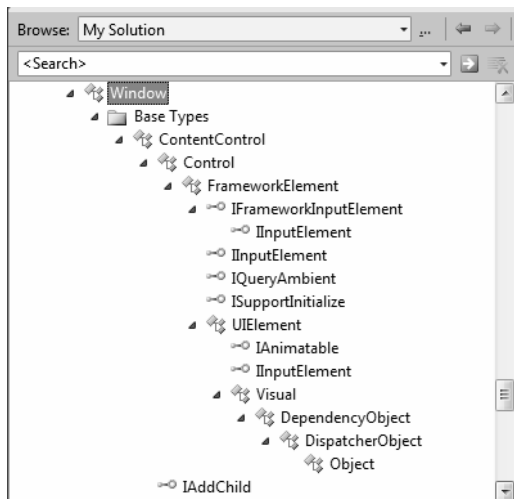 Browse: My Solution ...
<Search>
Window
Base Types
ContentControl
Control
FrameworkElement
IFrameworkInputElement
IInputElement
IInputElement
IQueryAmbient
ISupportInitialize
UIElement
IAnimatable
IInputElement
Visual
DependencyObject
DispatcherObject
Object
IAddChild